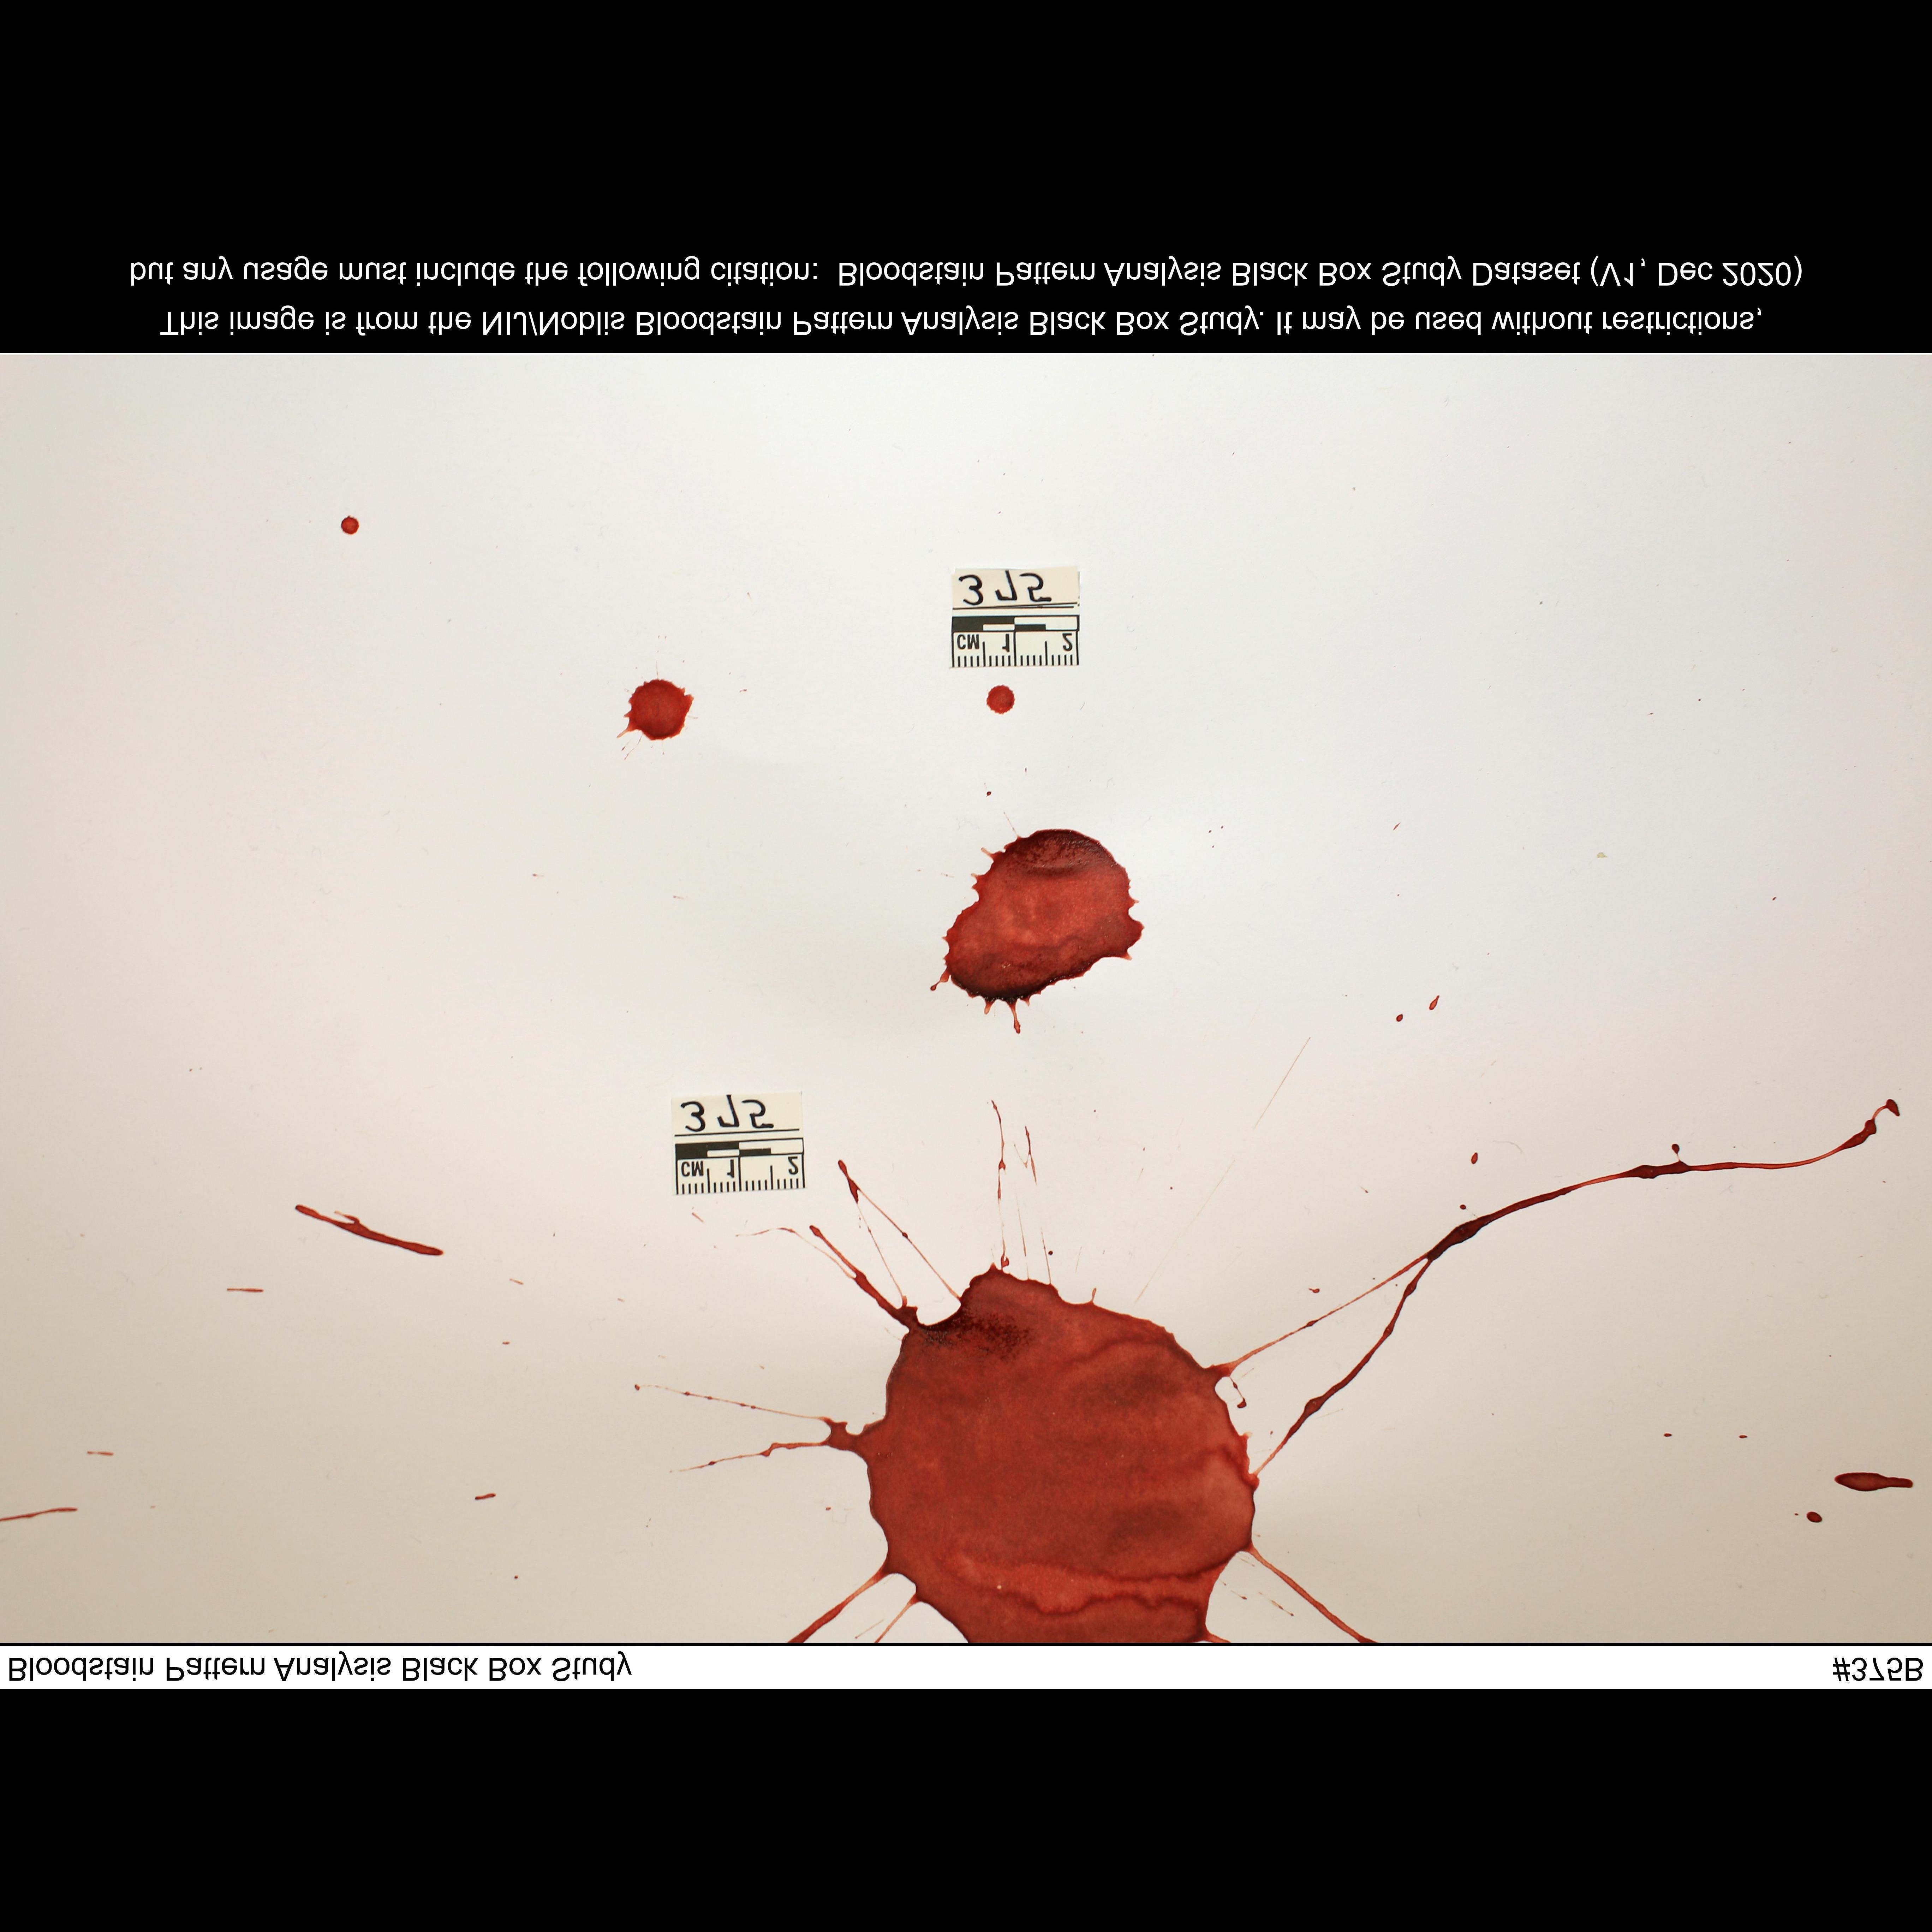 Bloodstain Pattern Analysis Black Box Study
#375B
CM 1 2
375
CM 1 2
375
This image is from the NIJ/Noblis Bloodstain Pattern Analysis Black Box Study. It may be used without restrictions,
but any usage must include the following citation:  Bloodstain Pattern Analysis Black Box Study Dataset (V1, Dec 2020)